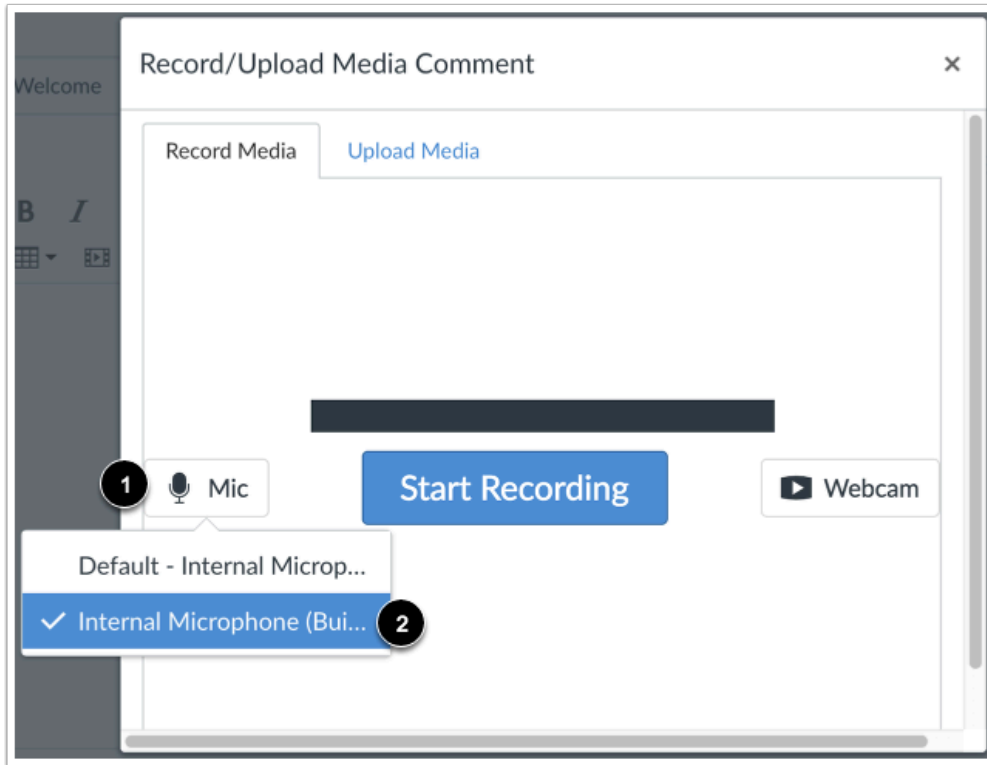 Record/Upload Media Comment ×
Welcome
Record Media Upload Media
B I
1 Mic Start Recording Webcam
Default - Internal Microp...
✓ Internal Microphone (Bui... 2